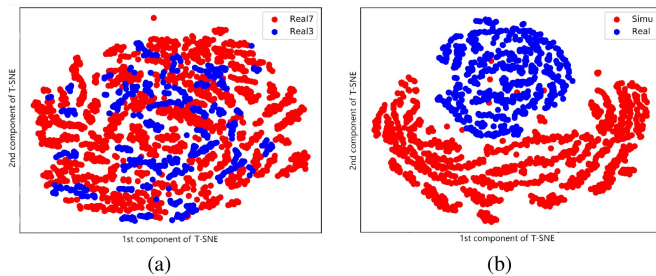 Real7
Real3
2nd component of T-SNE
1st component of T-SNE
(a)
Simu
Real
2nd component of T-SNE
1st component of T-SNE
(b)